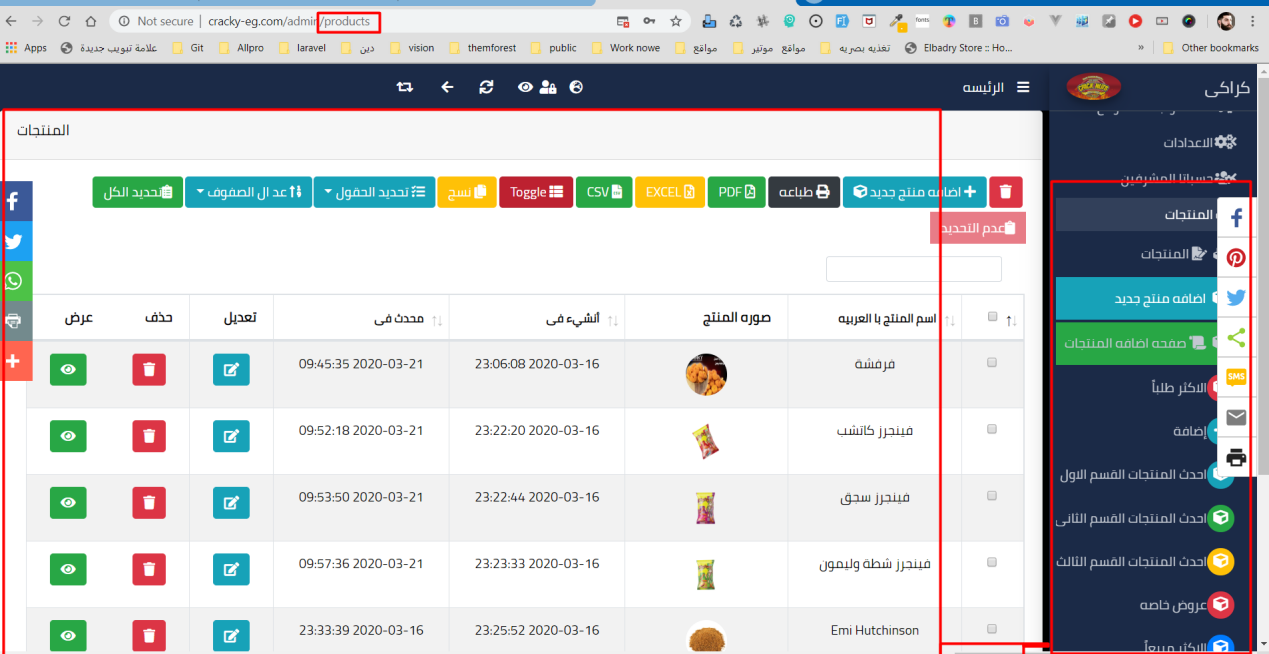 Not secure | cracky-eg.com/admin/products
Apps علامة تبويب جديدة Git Allpro laravel دين vision themforest public Work nowe مواقع مواقع موتير تغذيه بصريه Elbadry Store :: Ho... » Other bookmarks
كراكى
الرئيسه
المنتجات
اضافه منتج جديد
طباعه
PDF
EXCEL
CSV
Toggle
نسخ
تحديد الحقول
عدد ال الصفوف
تحديد الكل
عدم التحديد
اسم المنتج با العربيه صوره المنتج أنشيء فى محدث فى تعديل حذف عرض
فرفشة 23:06:08 2020-03-16 09:45:35 2020-03-21
فينجرز كاتشب 23:22:20 2020-03-16 09:52:18 2020-03-21
فينجرز سجق 23:22:44 2020-03-16 09:53:50 2020-03-21
فينجرز شطة وليمون 23:23:33 2020-03-16 09:57:36 2020-03-21
Emi Hutchinson 23:25:52 2020-03-16 23:33:39 2020-03-16
الاعدادات
المنتجات
المنتجات
اضافه منتج جديد
صفحه اضافه المنتجات
الاكثر طلباً
إضافة
احدث المنتجات القسم الاول
احدث المنتجات القسم الثانى
احدث المنتجات القسم الثالث
عروض خاصه
SMS